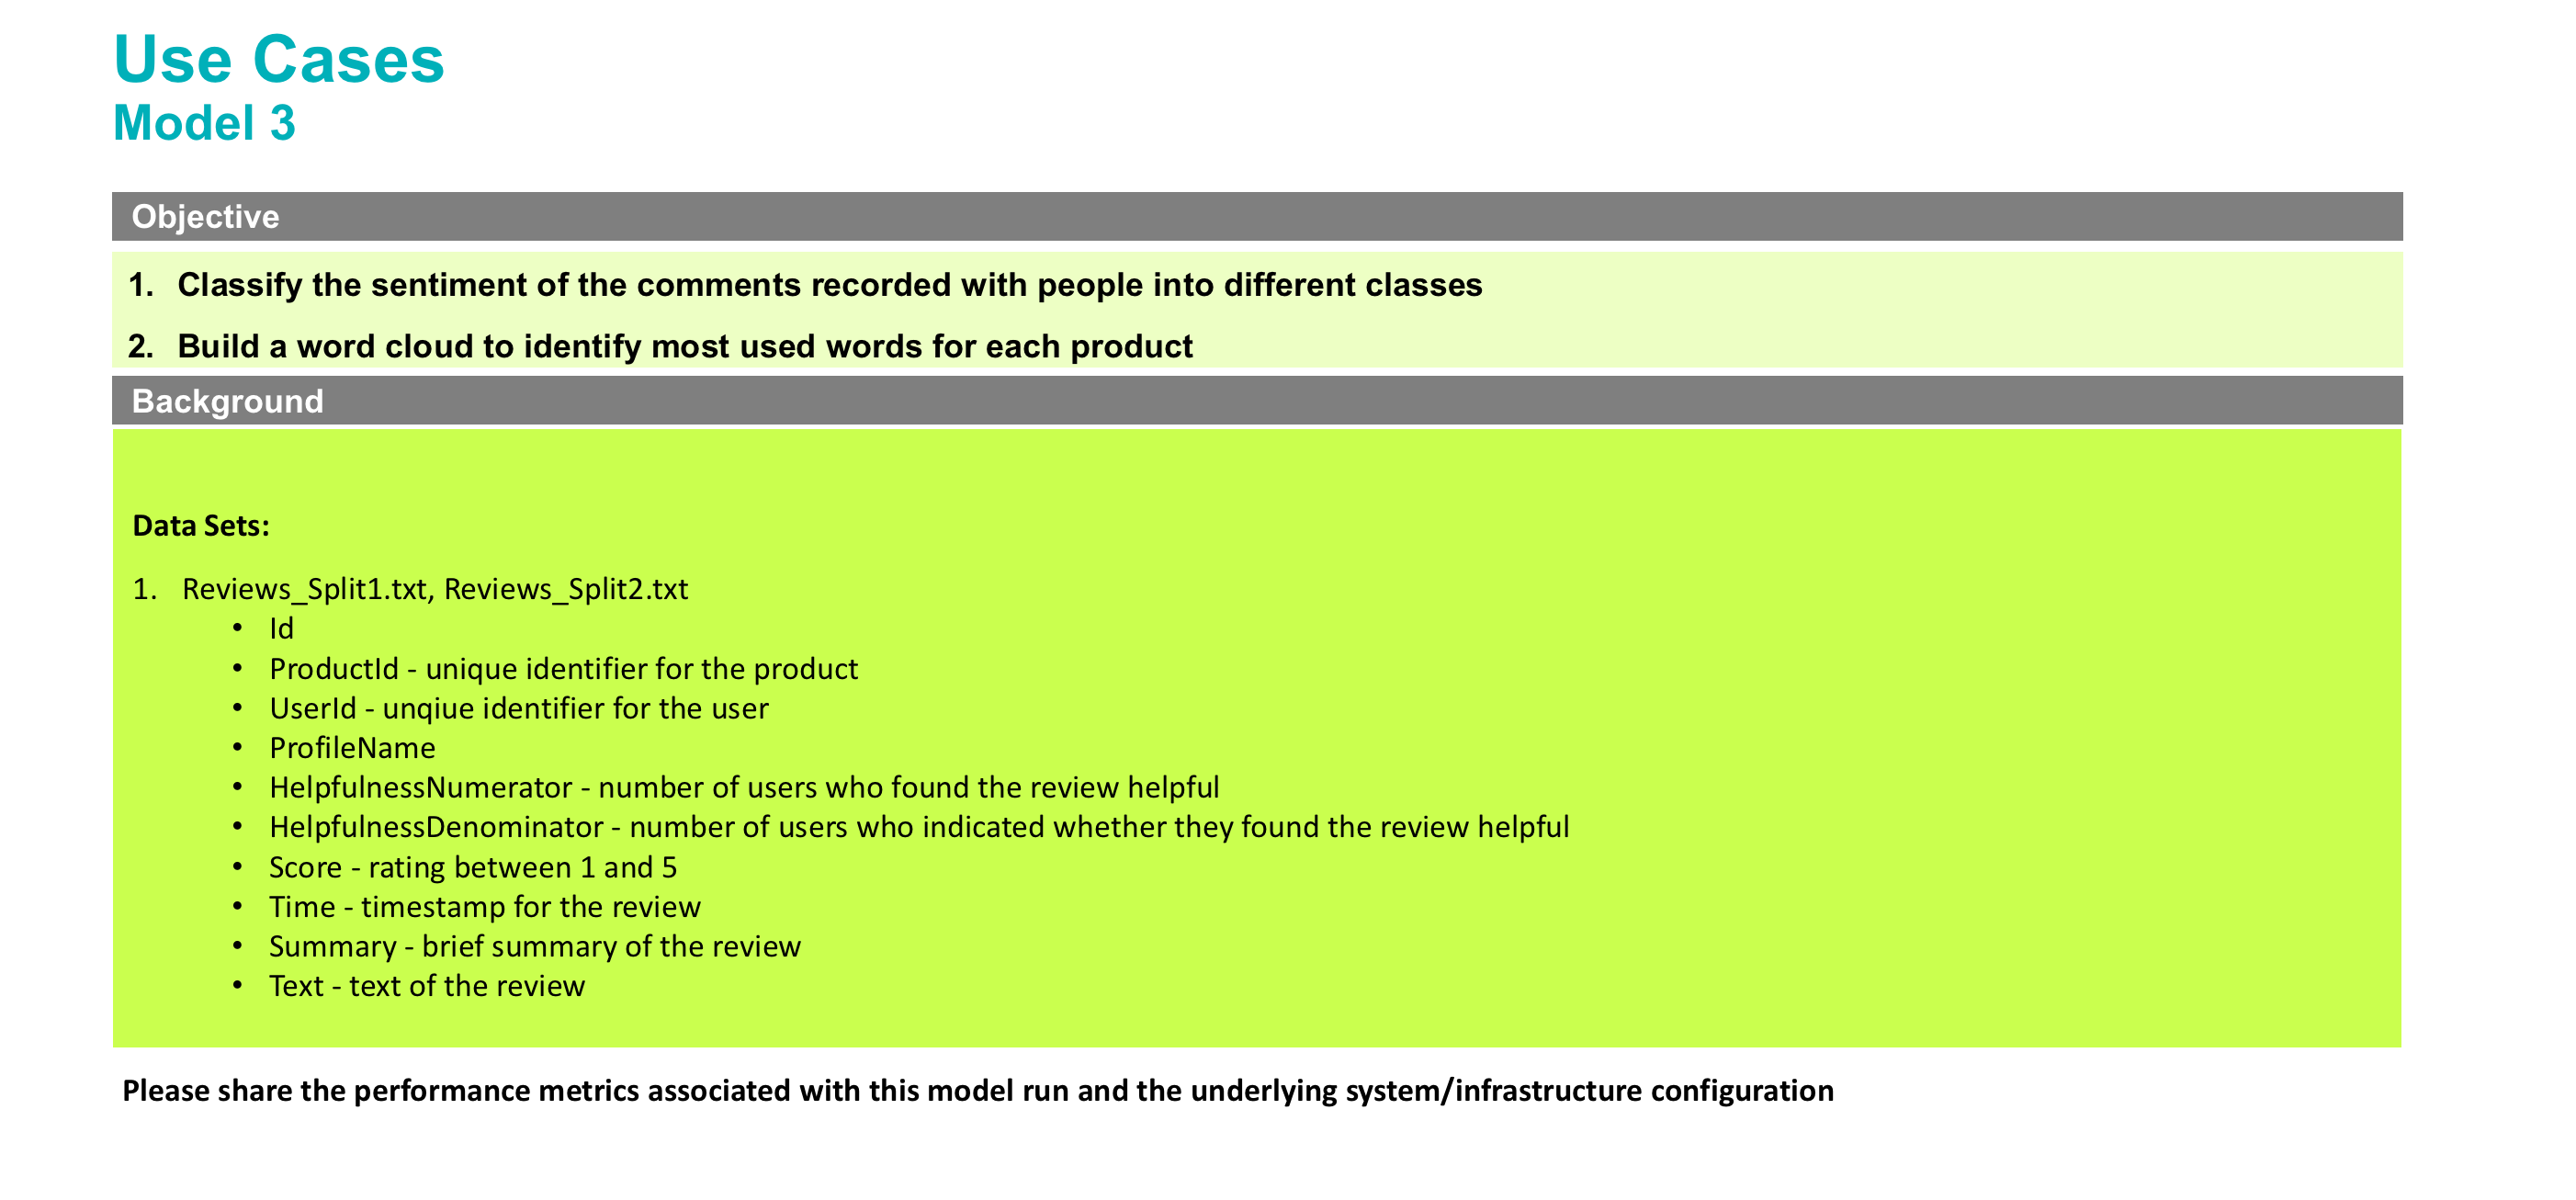 Use Cases
Model 3
Objective
1. Classify the sentiment of the comments recorded with people into different classes
2. Build a word cloud to identify most used words for each product
Background
Data Sets:
1. Reviews_Split1.txt, Reviews_Split2.txt
• Id
• ProductId - unique identifier for the product
• UserId - unqiue identifier for the user
• ProfileName
• HelpfulnessNumerator - number of users who found the review helpful
• HelpfulnessDenominator - number of users who indicated whether they found the review helpful
• Score - rating between 1 and 5
• Time - timestamp for the review
• Summary - brief summary of the review
• Text - text of the review
Please share the performance metrics associated with this model run and the underlying system/infrastructure configuration